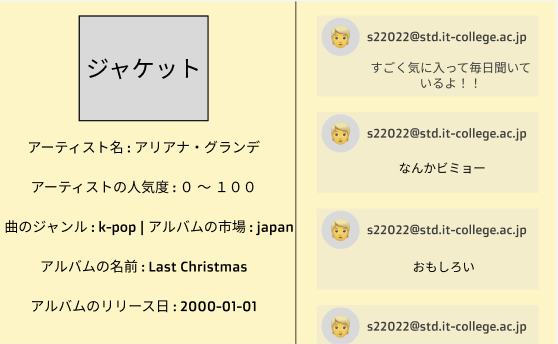 ジャケット
アーティスト名 : アリアナ・グランデ
アーティストの人気度 : ０ 〜 １００
曲のジャンル : k-pop | アルバムの市場 : japan
アルバムの名前 : Last Christmas
アルバムのリリース日 : 2000-01-01
s22022@std.it-college.ac.jp
すごく気に入って毎日聞いて
いるよ！！
s22022@std.it-college.ac.jp
なんかビミョー
s22022@std.it-college.ac.jp
おもしろい
s22022@std.it-college.ac.jp